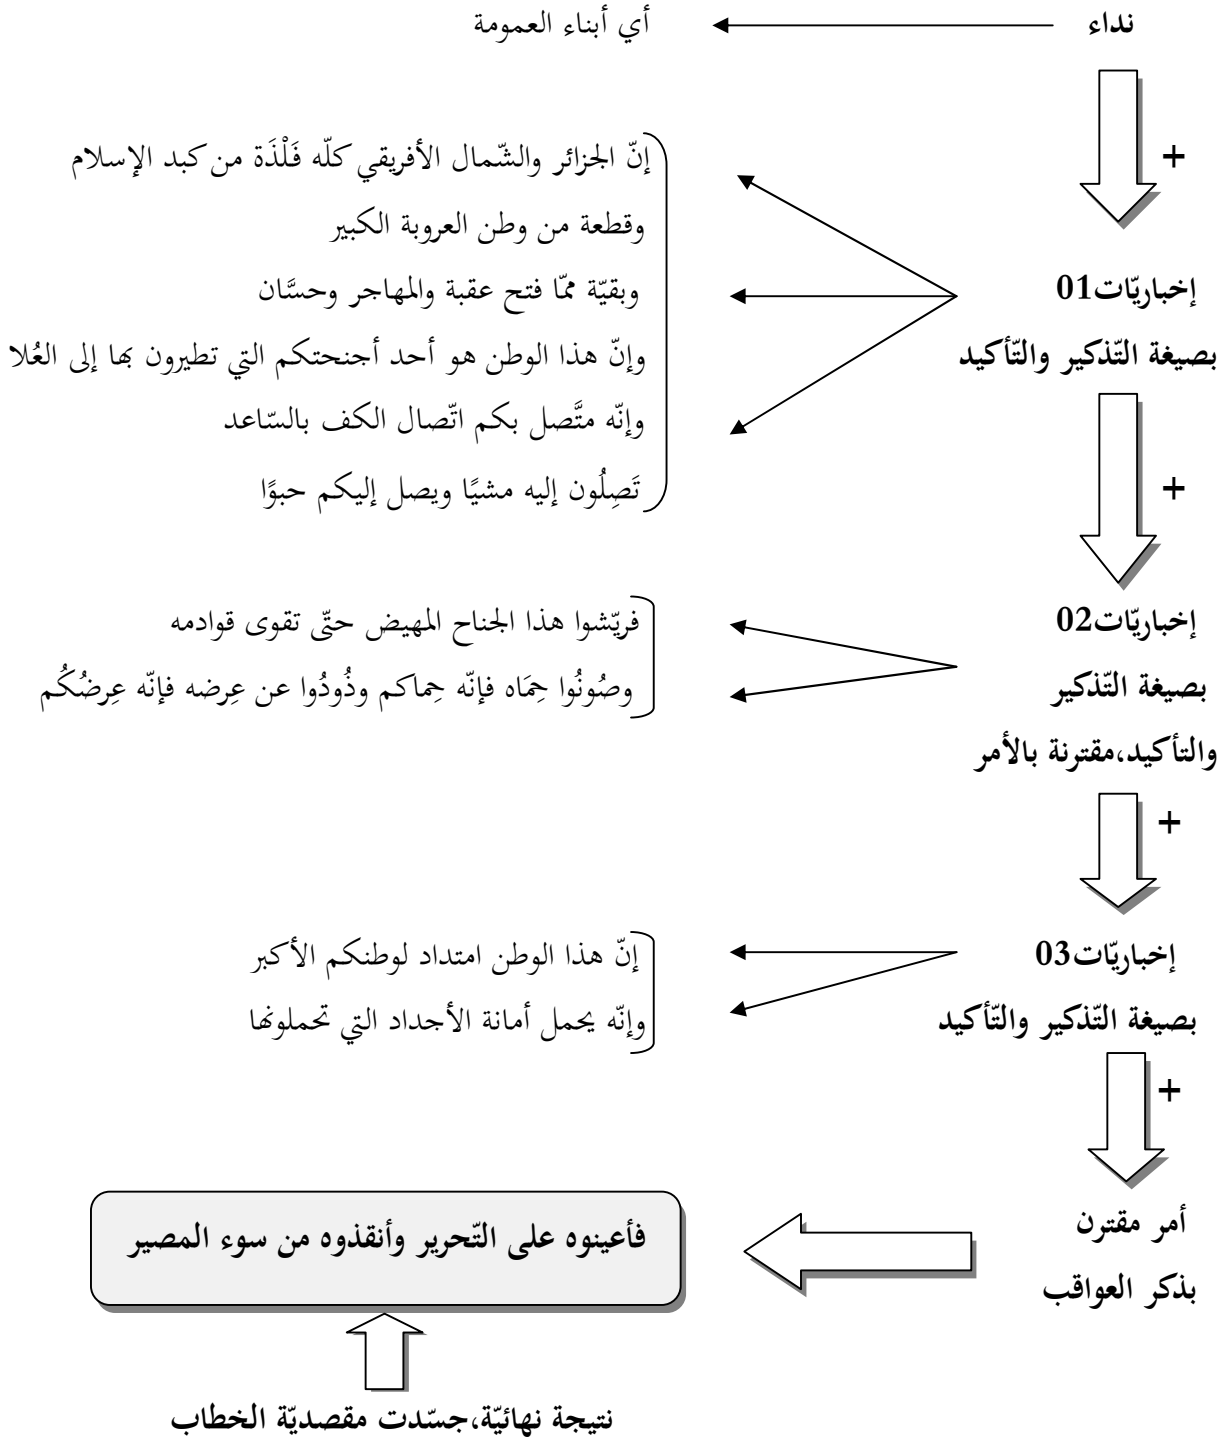 نداء
أي أبناء العمومة
+
إنّ الجزائر والشّمال الأفريقي كلّه فَلْذَة من كبد الإسلام
وقطعة من وطن العروبة الكبير
وبقيّة ممّا فتح عقبة والمهاجر وحسَّان
وإنّ هذا الوطن هو أحد أجنحتكم التي تطيرون بها إلى العُلا
وإنّه متَّصل بكم اتّصال الكف بالسّاعد
تَصِلُون إليه مشيًا ويصل إليكم حبوًا
إخباريّات01
بصيغة التّذكير والتّأكيد
+
إخباريّات02
بصيغة التّذكير
والتأكيد،مقترنة بالأمر
فريّشوا هذا الجناح المهيض حتّى تقوى قوادمه
وصُونُوا حِمَاه فإنّه حِماكم وذُودُوا عن عِرضه فإنّه عِرضُكُم
+
إخباريّات03
بصيغة التّذكير والتّأكيد
إنّ هذا الوطن امتداد لوطنكم الأكبر
وإنّه يحمل أمانة الأجداد التي تحملونها
+
أمر مقترن
بذكر العواقب
فأعينوه على التّحرير وأنقذوه من سوء المصير
نتيجة نهائيّة،جسّدت مقصديّة الخطاب